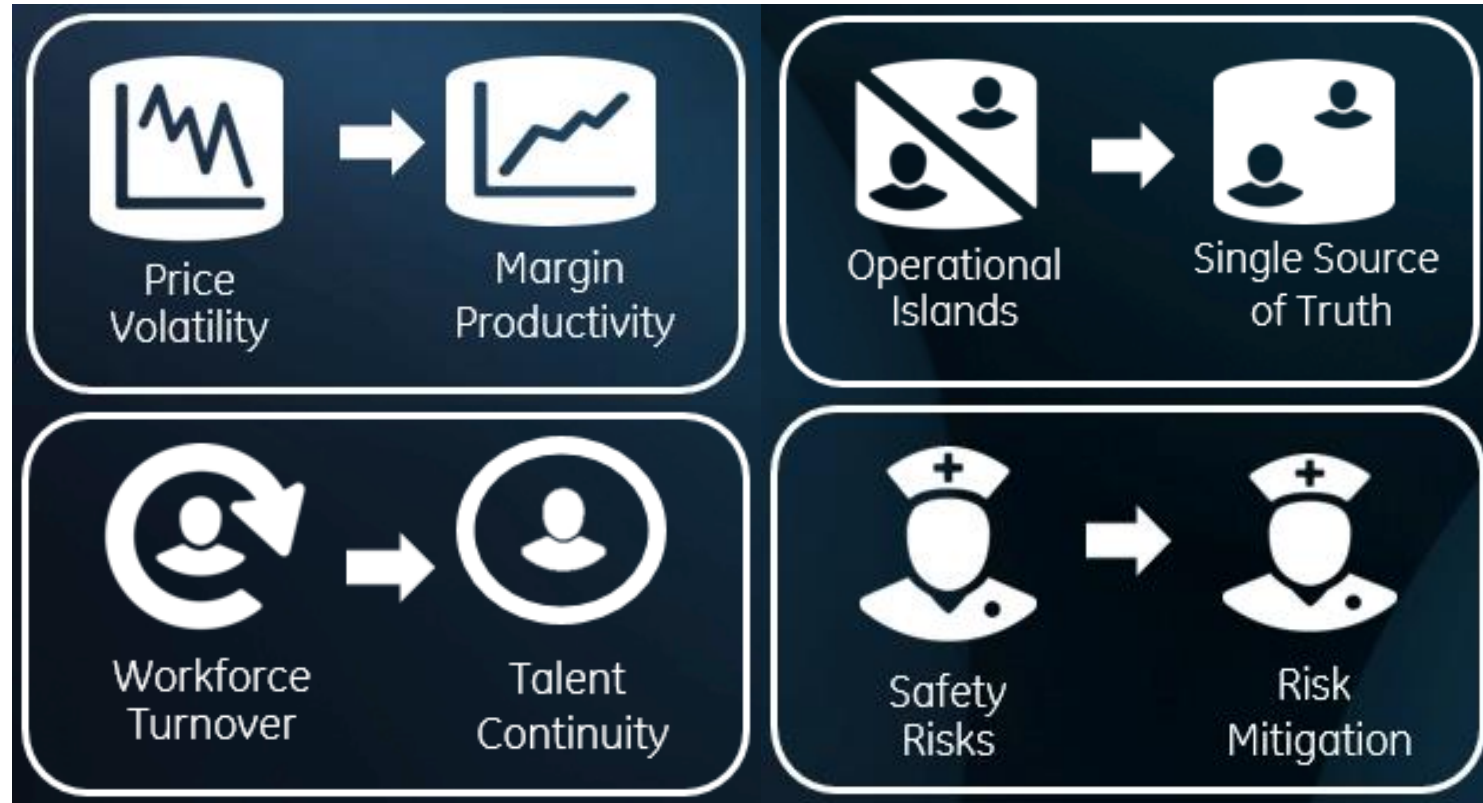 Price
Volatility
Margin
Productivity
Operational
Islands
Single Source
of Truth
Workforce
Turnover
Talent
Continuity
Safety
Risks
Risk
Mitigation